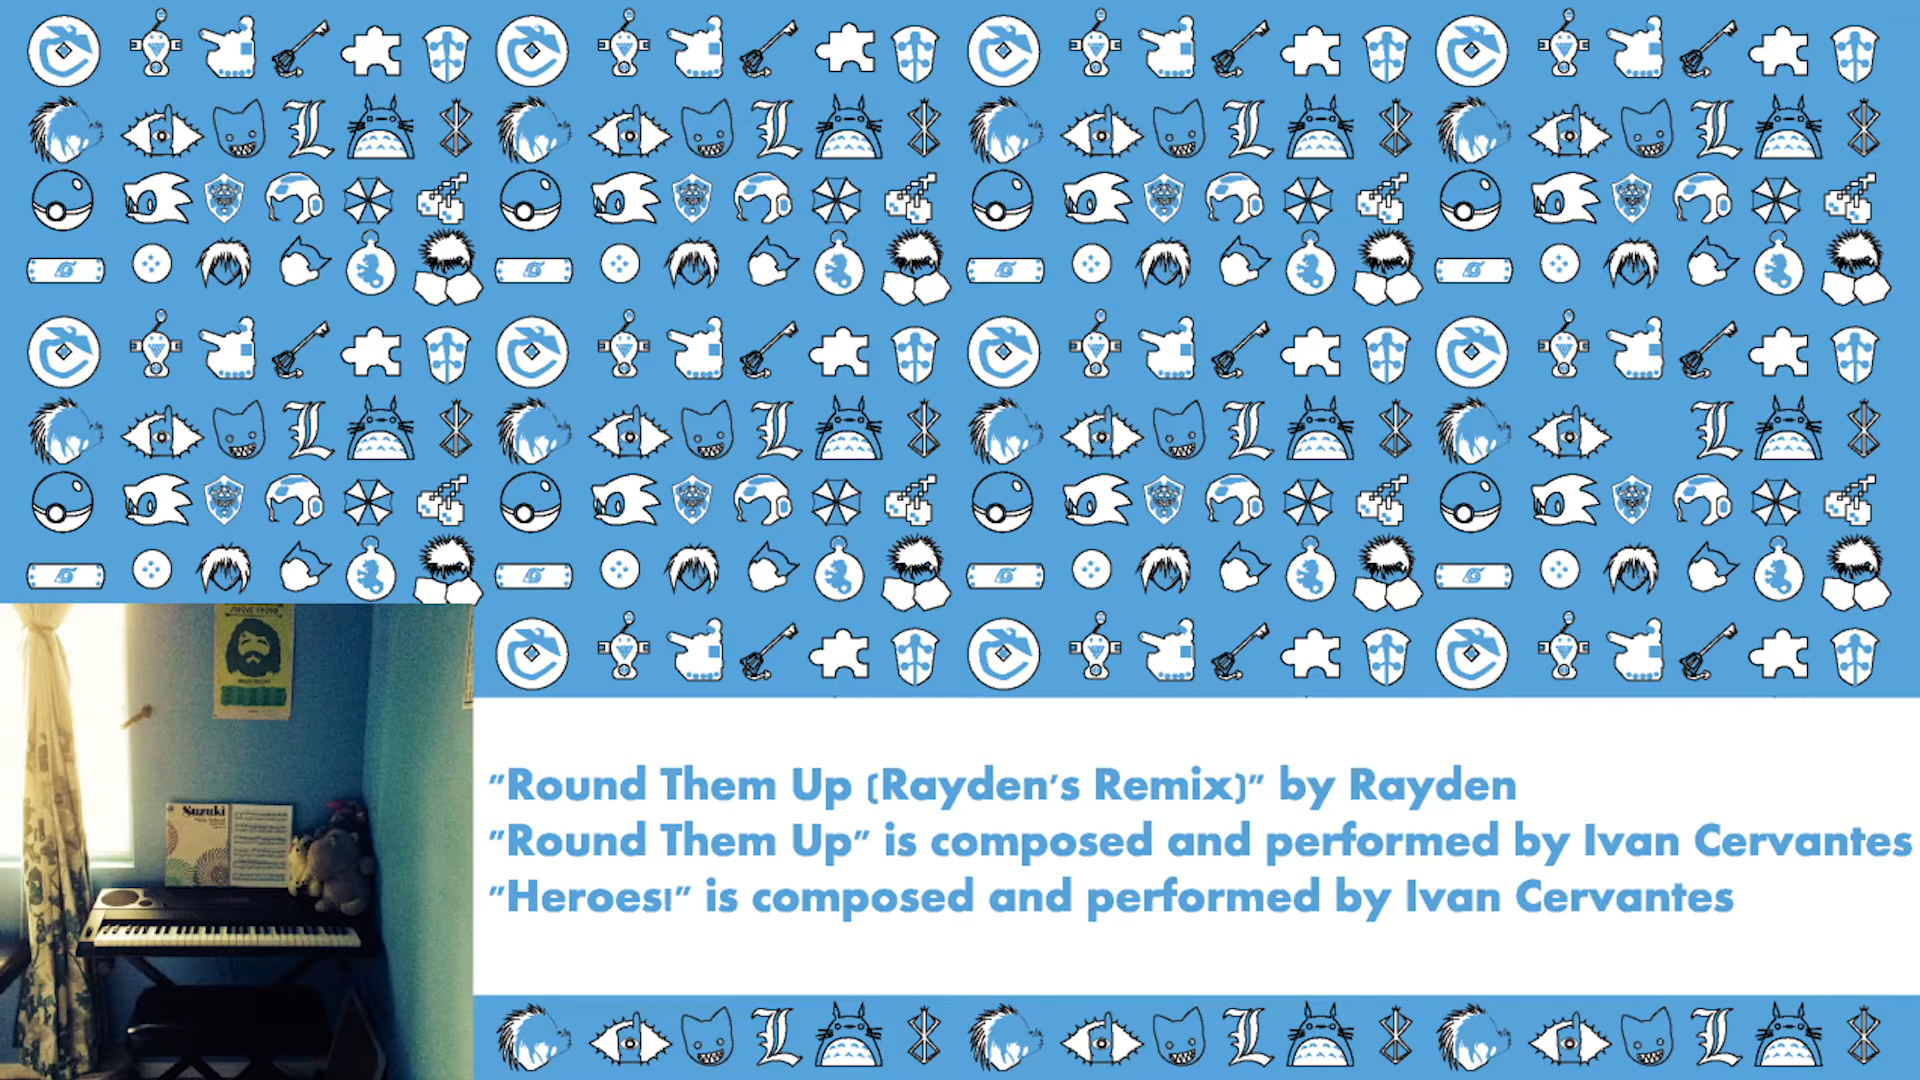 "Round Them Up (Rayden's Remix)" by Rayden
"Round Them Up" is composed and performed by Ivan Cervantes
"Heroes!" is composed and performed by Ivan Cervantes
Suzuki